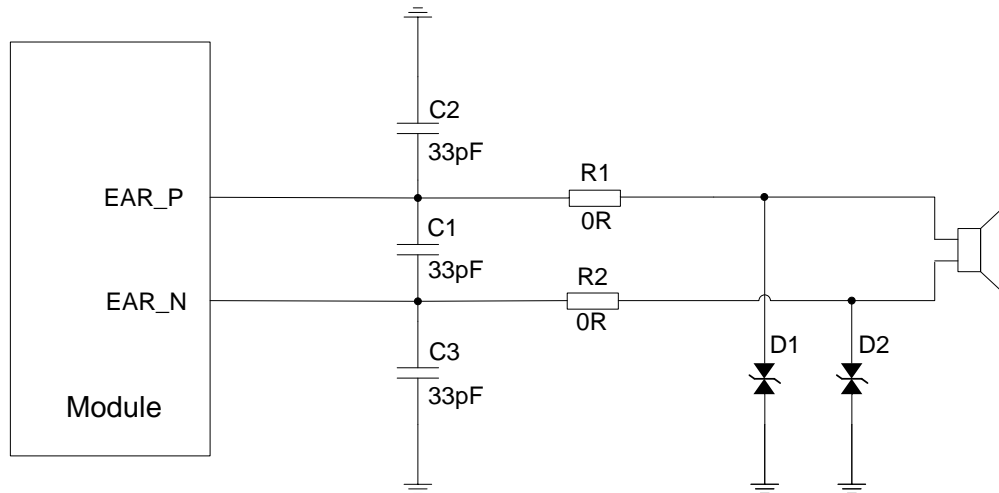 C2
33pF
R1
EAR_P
0R
C1
33pF
R2
EAR_N
0R
D1
D2
C3
33pF
Module